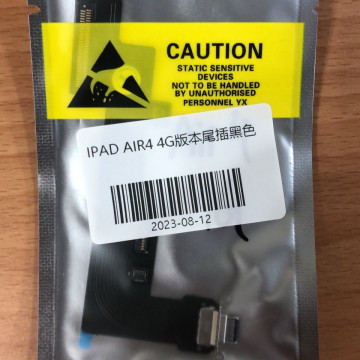 CAUTION
STATIC SENSITIVE
DEVICES
NOT TO BE HANDLED
BY UNAUTHORISED
PERSONNEL YX
IPAD AIR4 4G版本尾插黑色
2023-08-12